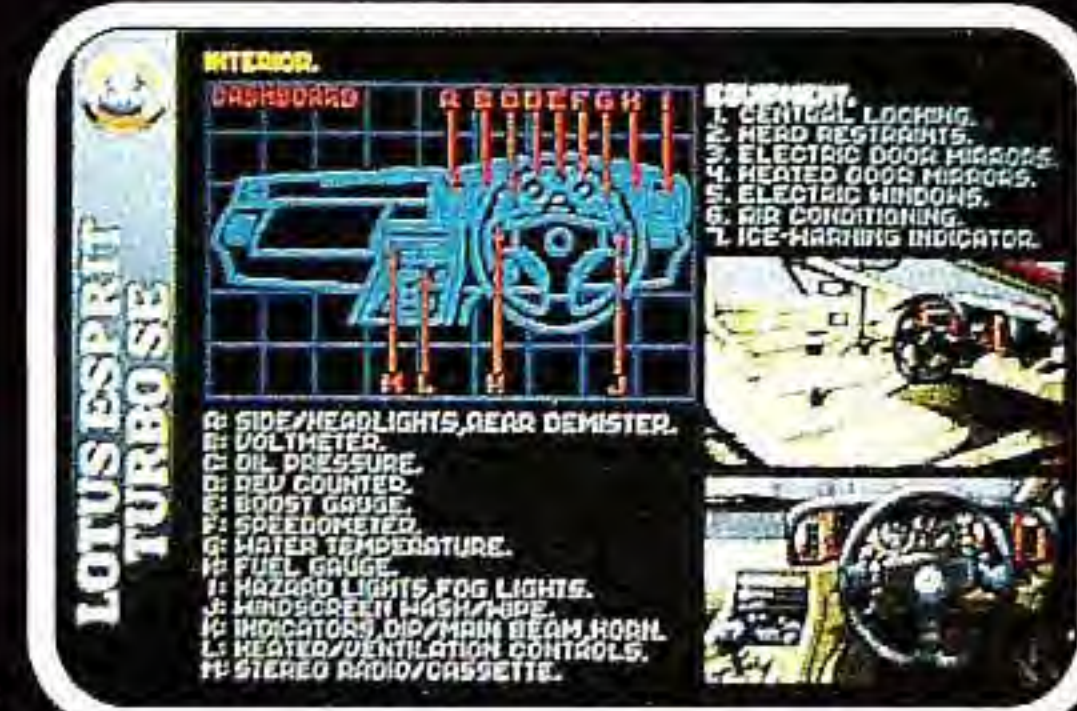 LOTUS ESPRIT
TURBO SE
INTERIOR.
DASHBOARD
A B C D E F G H I
M L K J
A: SIDE/HEADLIGHTS,REAR DEMISTER.
B: VOLTMETER.
C: OIL PRESSURE.
D: REV COUNTER.
E: BOOST GAUGE.
F: SPEEDOMETER.
G: WATER TEMPERATURE.
H: FUEL GAUGE.
I: HAZARD LIGHTS,FOG LIGHTS.
J: WINDSCREEN WASH/WIPE.
K: INDICATORS,DIP/MAIN BEAM,HORN.
L: HEATER/VENTILATION CONTROLS.
M: STEREO RADIO/CASSETTE.
EQUIPMENT.
1. CENTRAL LOCKING.
2. HEAD RESTRAINTS.
3. ELECTRIC DOOR MIRRORS.
4. HEATED DOOR MIRRORS.
5. ELECTRIC WINDOWS.
6. AIR CONDITIONING.
7. ICE-WARNING INDICATOR.